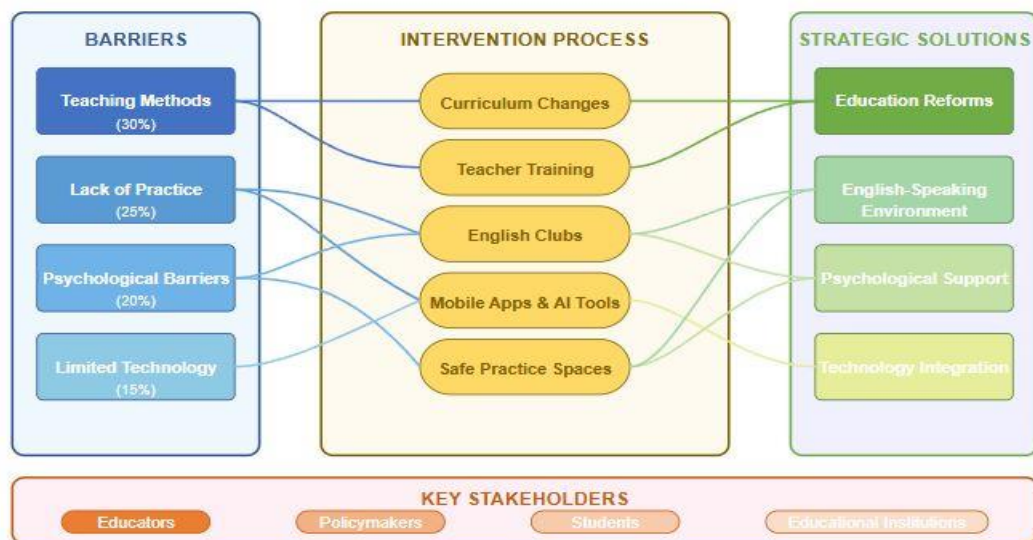 BARRIERS
Teaching Methods
(30%)
Lack of Practice
(25%)
Psychological Barriers
(20%)
Limited Technology
(15%)
INTERVENTION PROCESS
Curriculum Changes
Teacher Training
English Clubs
Mobile Apps & AI Tools
Safe Practice Spaces
STRATEGIC SOLUTIONS
Education Reforms
English-Speaking
Environment
Psychological Support
Technology Integration
KEY STAKEHOLDERS
Educators
Policymakers
Students
Educational Institutions